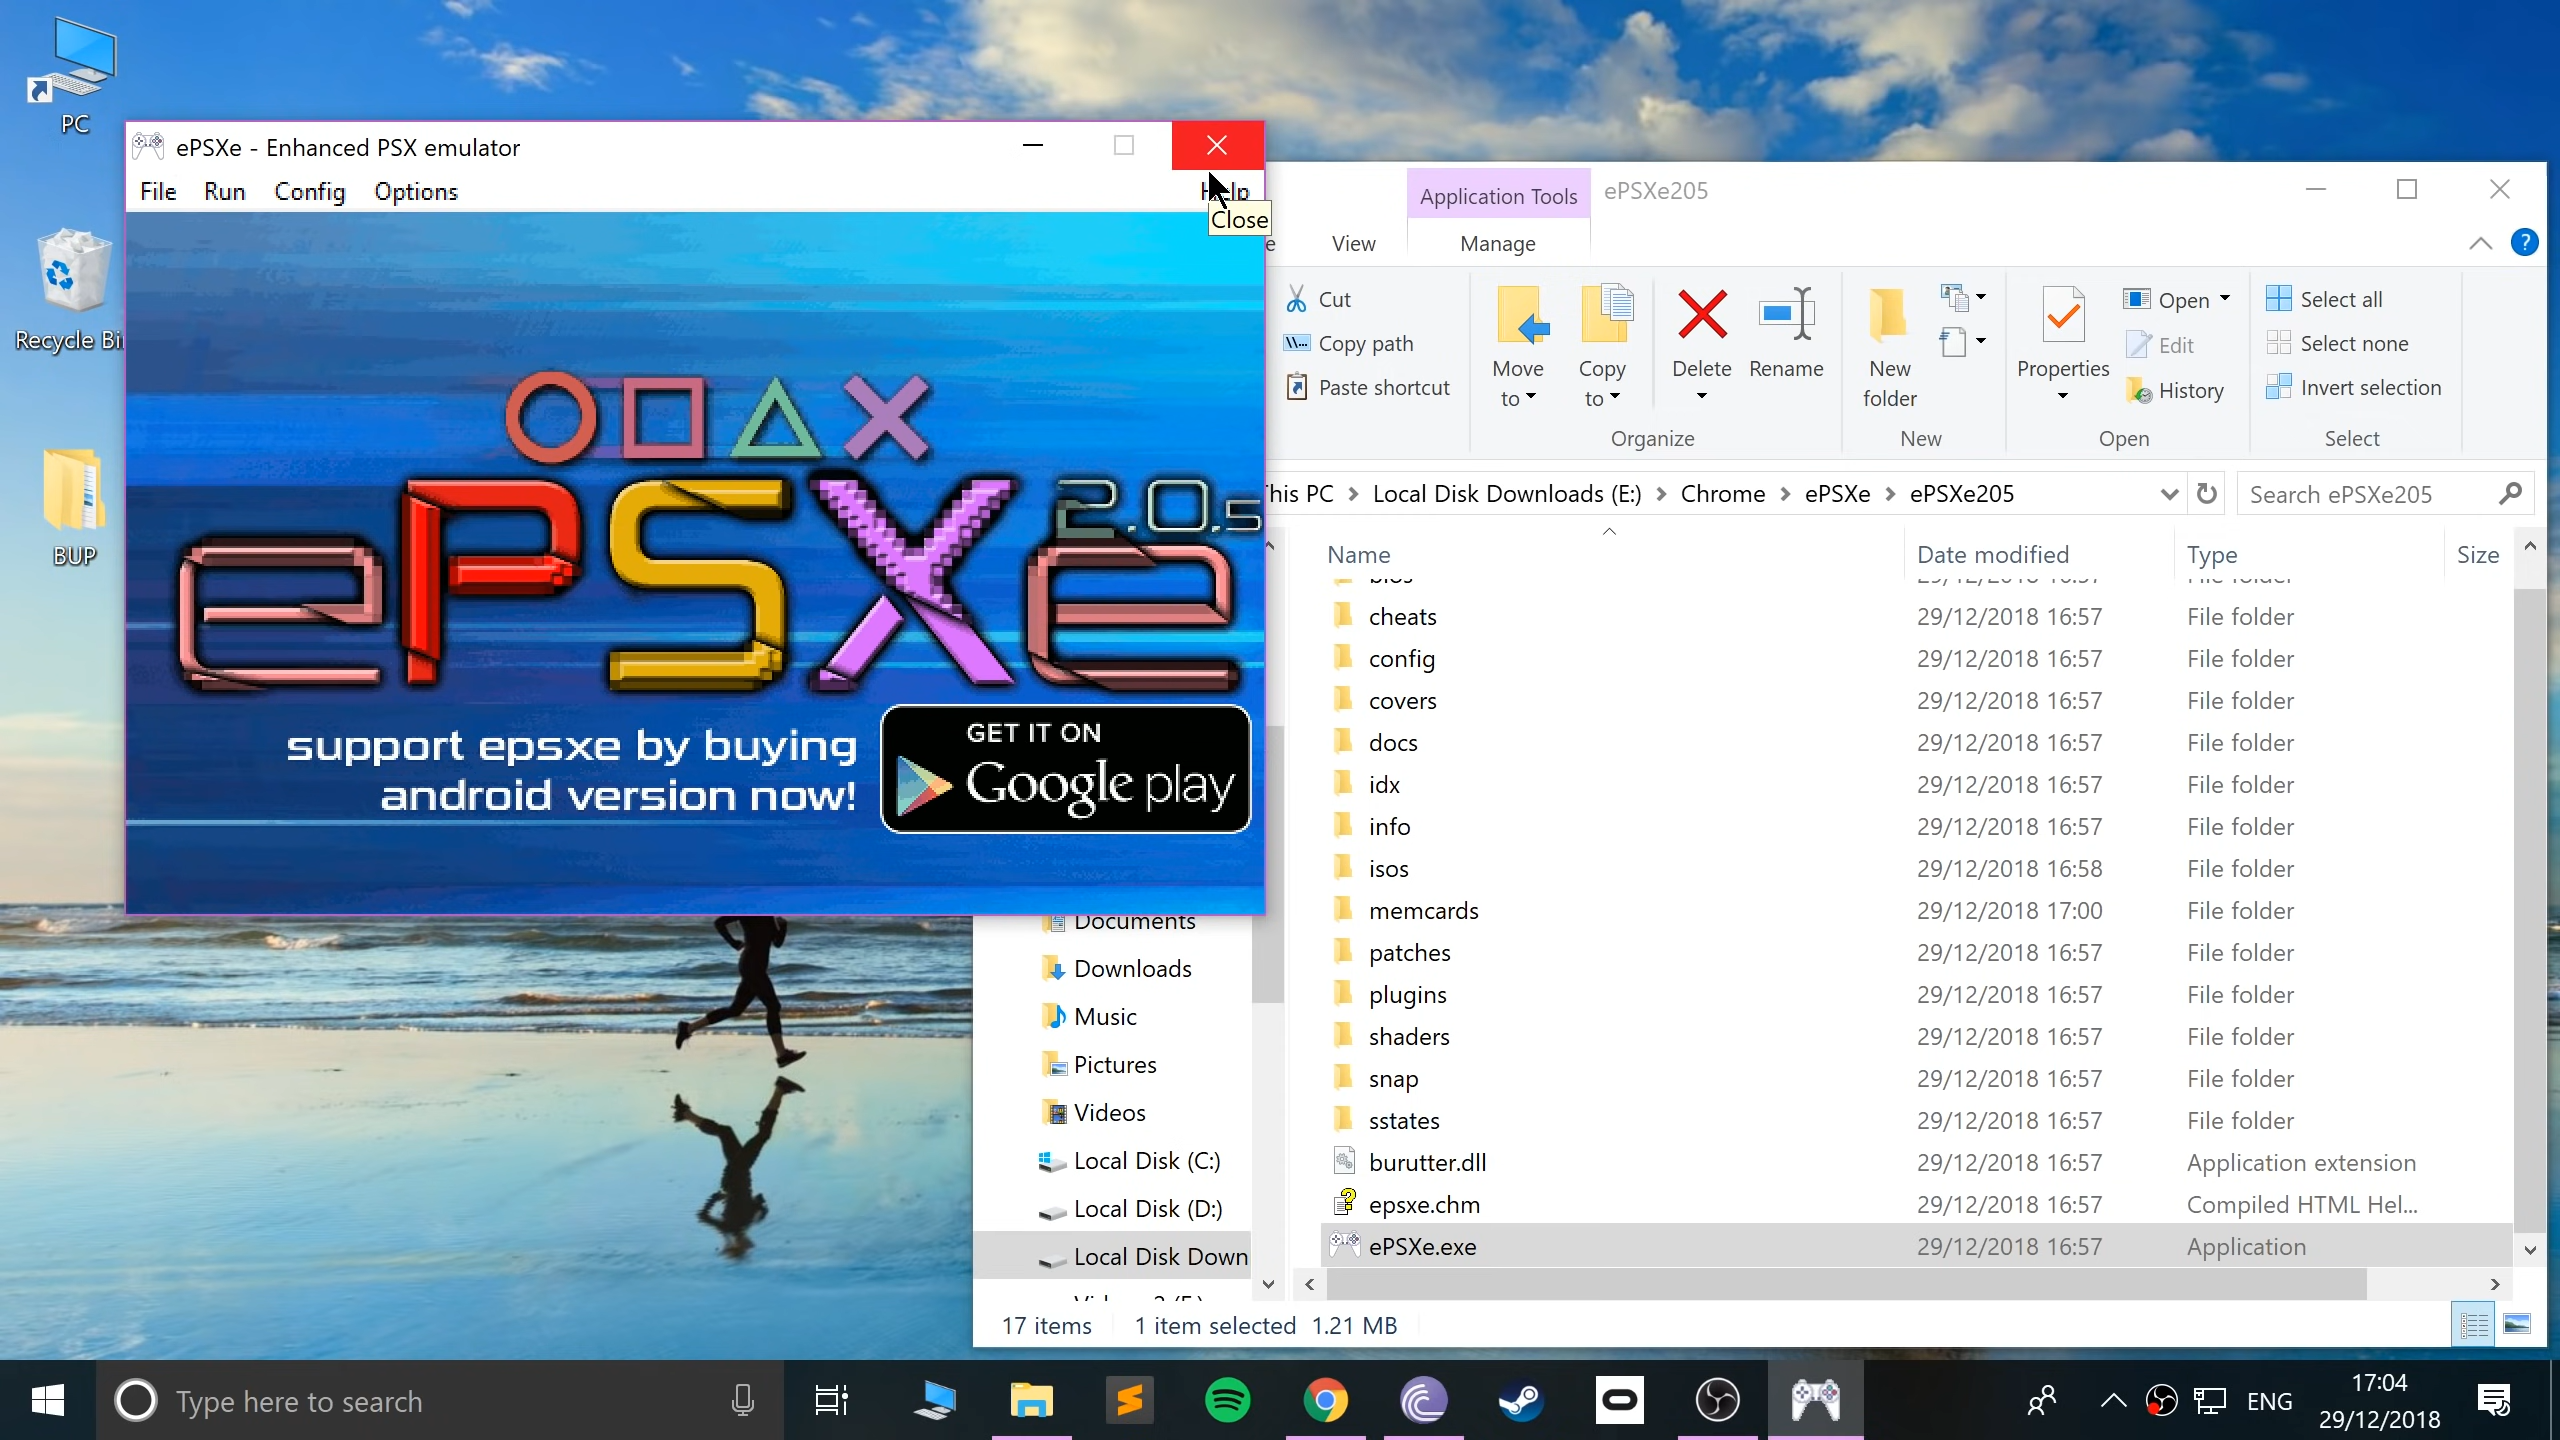 PC
Recycle Bi
BUP
ePSXe - Enhanced PSX emulator
File Run Config Options Help
Close
2.0.5
ePSXe
support epsxe by buying
android version now!
GET IT ON
Google play
Application Tools ePSXe205
View Manage
Cut
Copy path
Paste shortcut
Move
to
Copy
to
Delete
Rename
Organize
New
folder
New
Properties
Open
Edit
History
Open
Select all
Select none
Invert selection
Select
This PC Local Disk Downloads (E:) Chrome ePSXe ePSXe205
Search ePSXe205
Name Date modified Type Size
cheats 29/12/2018 16:57 File folder
config 29/12/2018 16:57 File folder
covers 29/12/2018 16:57 File folder
docs 29/12/2018 16:57 File folder
idx 29/12/2018 16:57 File folder
info 29/12/2018 16:57 File folder
isos 29/12/2018 16:58 File folder
memcards 29/12/2018 17:00 File folder
patches 29/12/2018 16:57 File folder
plugins 29/12/2018 16:57 File folder
shaders 29/12/2018 16:57 File folder
snap 29/12/2018 16:57 File folder
sstates 29/12/2018 16:57 File folder
burutter.dll 29/12/2018 16:57 Application extension
epsxe.chm 29/12/2018 16:57 Compiled HTML Hel...
ePSXe.exe 29/12/2018 16:57 Application
Documents
Downloads
Music
Pictures
Videos
Local Disk (C:)
Local Disk (D:)
Local Disk Down
17 items 1 item selected 1.21 MB
Type here to search
ENG
17:04
29/12/2018